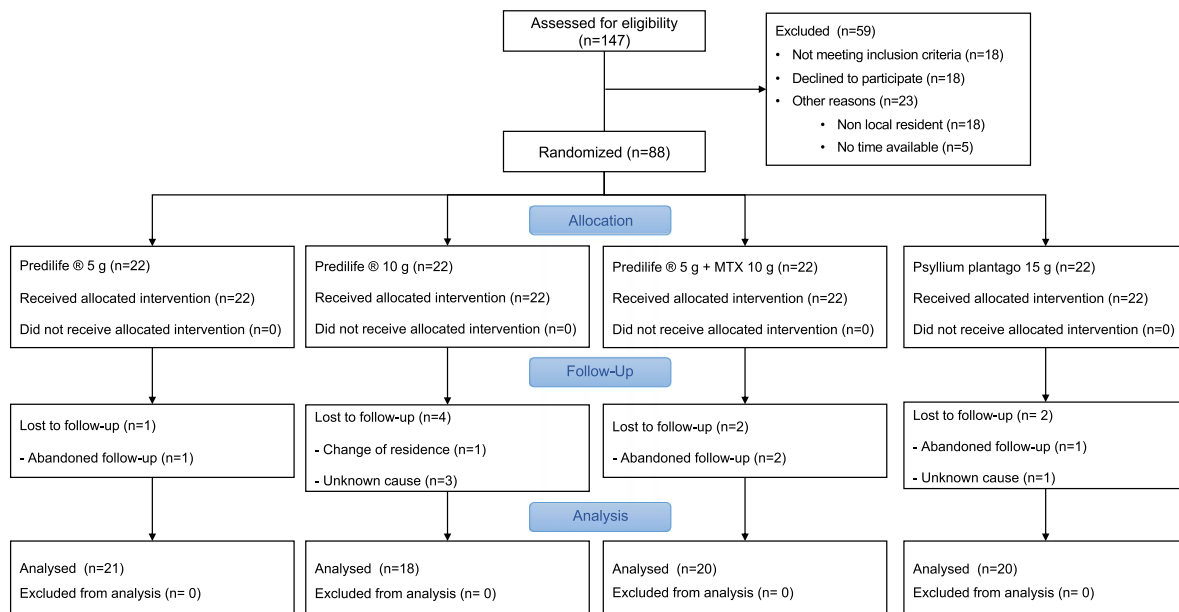 Assessed for eligibility
(n=147)
Excluded (n=59)
• Not meeting inclusion criteria (n=18)
• Declined to participate (n=18)
• Other reasons (n=23)
• Non local resident (n=18)
• No time available (n=5)
Randomized (n=88)
Allocation
Predilife ® 5 g (n=22)
Received allocated intervention (n=22)
Did not receive allocated intervention (n=0)
Predilife ® 10 g (n=22)
Received allocated intervention (n=22)
Did not receive allocated intervention (n=0)
Predilife ® 5 g + MTX 10 g (n=22)
Received allocated intervention (n=22)
Did not receive allocated intervention (n=0)
Psyllium plantago 15 g (n=22)
Received allocated intervention (n=22)
Did not receive allocated intervention (n=0)
Follow-Up
Lost to follow-up (n=1)
- Abandoned follow-up (n=1)
Lost to follow-up (n=4)
- Change of residence (n=1)
- Unknown cause (n=3)
Lost to follow-up (n=2)
- Abandoned follow-up (n=2)
Lost to follow-up (n= 2)
- Abandoned follow-up (n=1)
- Unknown cause (n=1)
Analysis
Analysed (n=21)
Excluded from analysis (n= 0)
Analysed (n=18)
Excluded from analysis (n= 0)
Analysed (n=20)
Excluded from analysis (n= 0)
Analysed (n=20)
Excluded from analysis (n= 0)